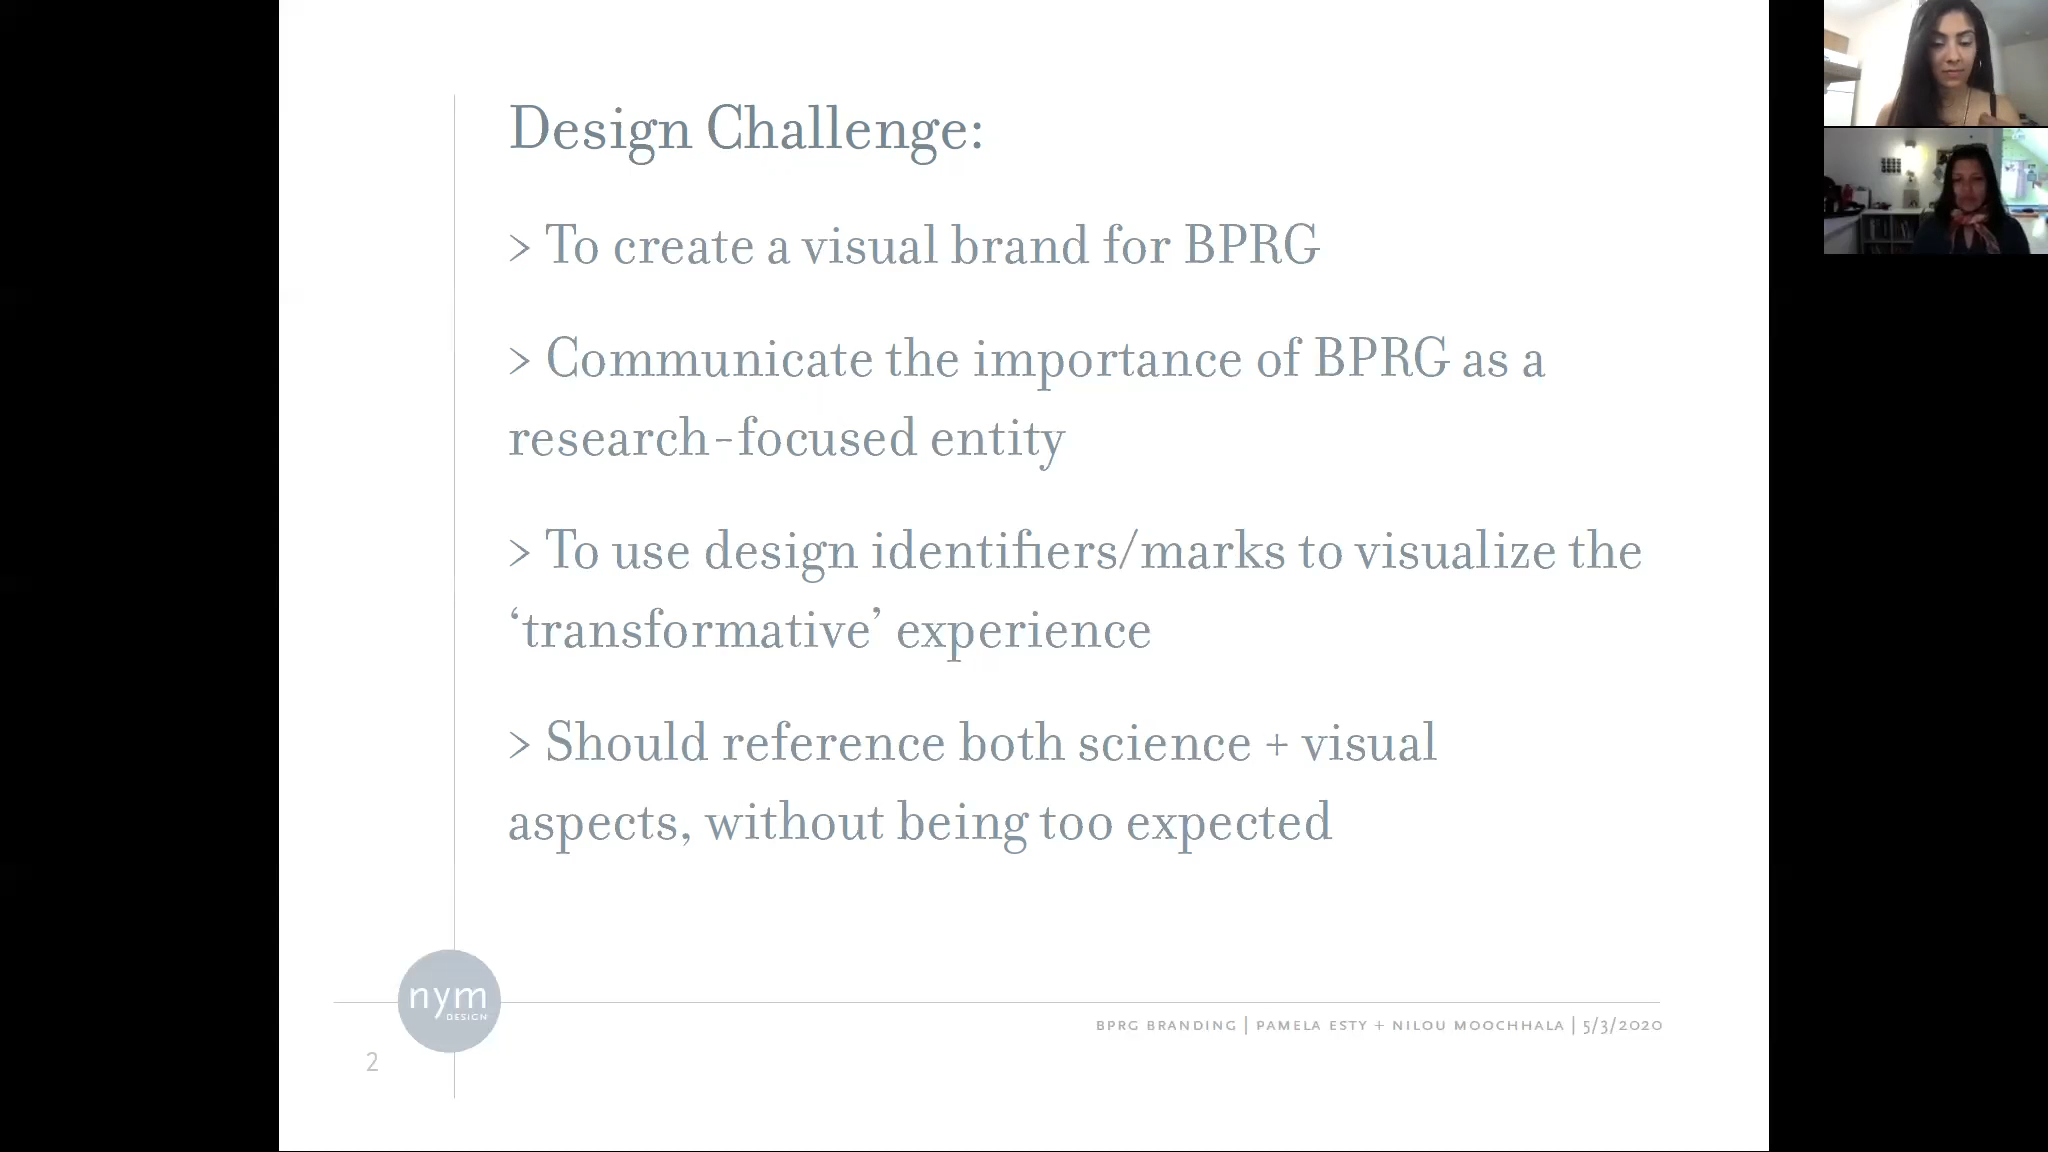 Design Challenge:
> To create a visual brand for BPRG
> Communicate the importance of BPRG as a
research-focused entity
> To use design identifiers/marks to visualize the
‘transformative’ experience
> Should reference both science + visual
aspects, without being too expected
nym
DESIGN
BPRG BRANDING | PAMELA ESTY + NILOU MOOCHHALA | 5/3/2020
2